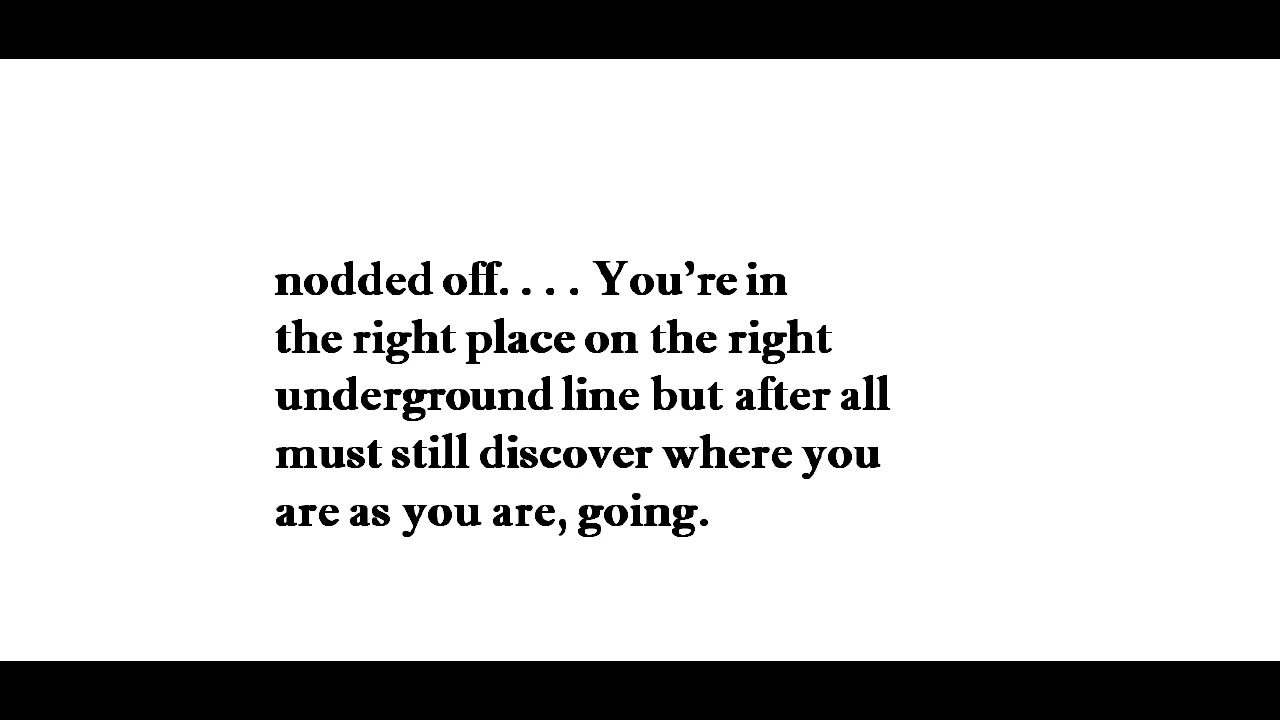 nodded off. . . . You’re in
the right place on the right
underground line but after all
must still discover where you
are as you are, going.